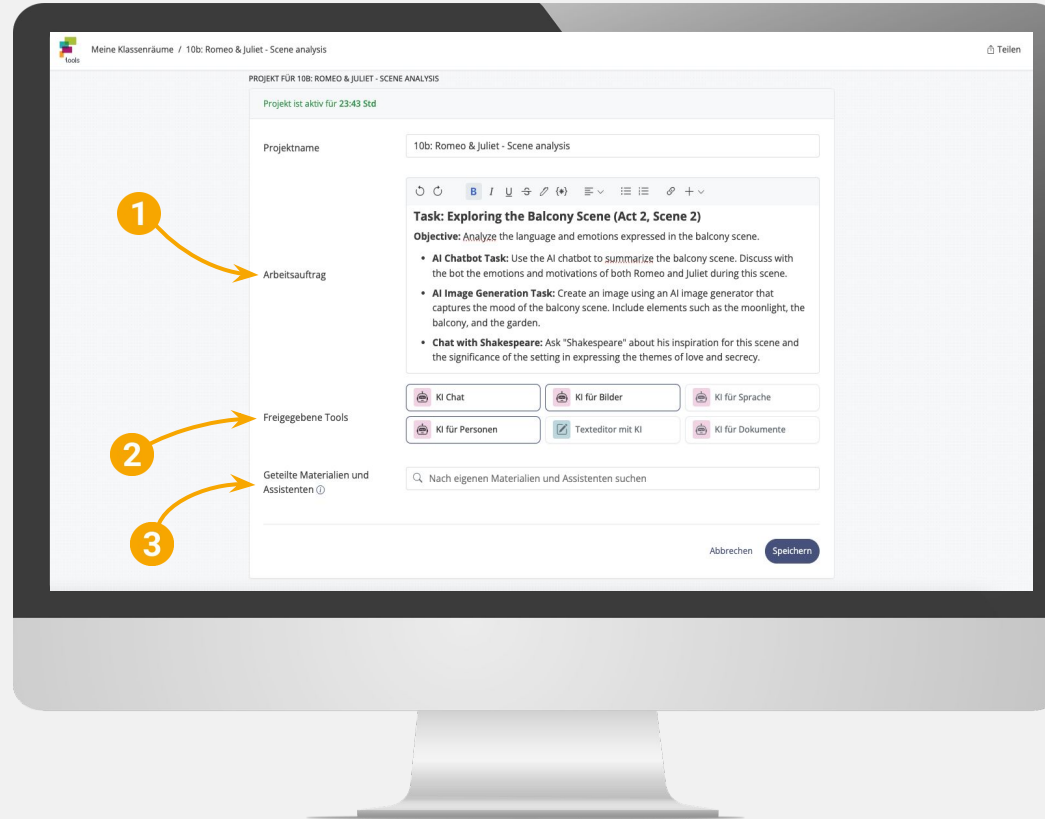 tools
Meine Klassenräume / 10b: Romeo & Juliet - Scene analysis
Teilen
PROJEKT FÜR 10B: ROMEO & JULIET - SCENE ANALYSIS
Projekt ist aktiv für 23:43 Std
Projektname
10b: Romeo & Juliet - Scene analysis
B I U S
1
Arbeitsauftrag
Task: Exploring the Balcony Scene (Act 2, Scene 2)
Objective: Analyze the language and emotions expressed in the balcony scene.
• AI Chatbot Task: Use the AI chatbot to summarize the balcony scene. Discuss with
the bot the emotions and motivations of both Romeo and Juliet during this scene.
• AI Image Generation Task: Create an image using an AI image generator that
captures the mood of the balcony scene. Include elements such as the moonlight, the
balcony, and the garden.
• Chat with Shakespeare: Ask "Shakespeare" about his inspiration for this scene and
the significance of the setting in expressing the themes of love and secrecy.
2
Freigegebene Tools
KI Chat
KI für Bilder
KI für Sprache
KI für Personen
Texteditor mit KI
KI für Dokumente
3
Geteilte Materialien und
Assistenten
Nach eigenen Materialien und Assistenten suchen
Abbrechen
Speichern